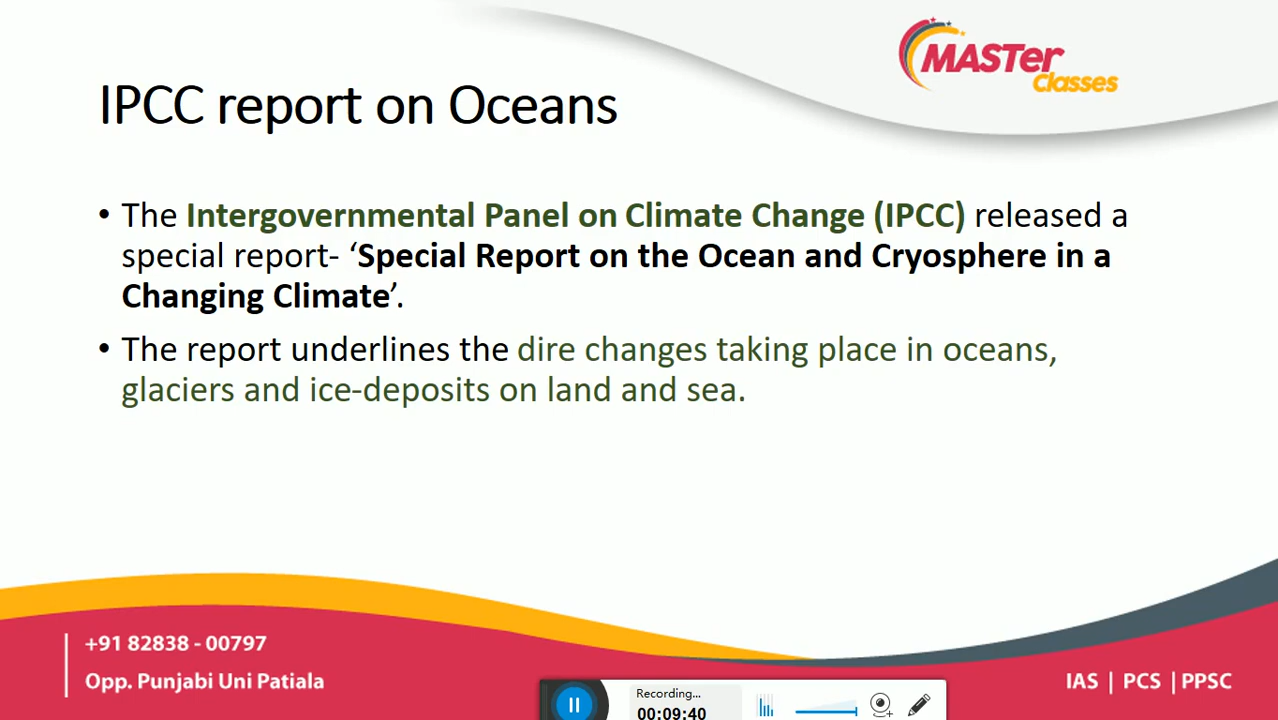 MASTer
Classes
IPCC report on Oceans
• The Intergovernmental Panel on Climate Change (IPCC) released a
special report- ‘Special Report on the Ocean and Cryosphere in a
Changing Climate’.
• The report underlines the dire changes taking place in oceans,
glaciers and ice-deposits on land and sea.
+91 82838 - 00797
Opp. Punjabi Uni Patiala
IAS | PCS | PPSC
Recording...
00:09:40